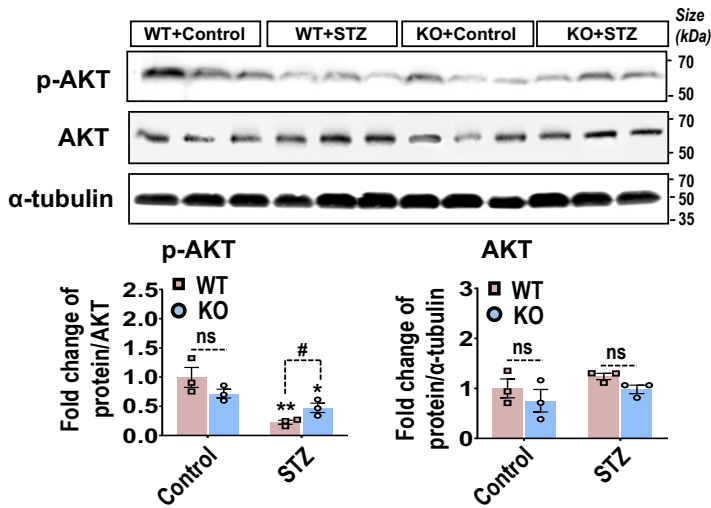 Size
(kDa)
WT+Control WT+STZ KO+Control KO+STZ
p-AKT
70
50
AKT
70
50
α-tubulin
70
50
35
p-AKT
Fold change of
protein/AKT
2.5
2.0
1.5
1.0
0.5
0.0
WT
KO
ns
#
**
*
Control
STZ
AKT
Fold change of
protein/α-tubulin
3
2
1
0
WT
KO
ns
ns
Control
STZ